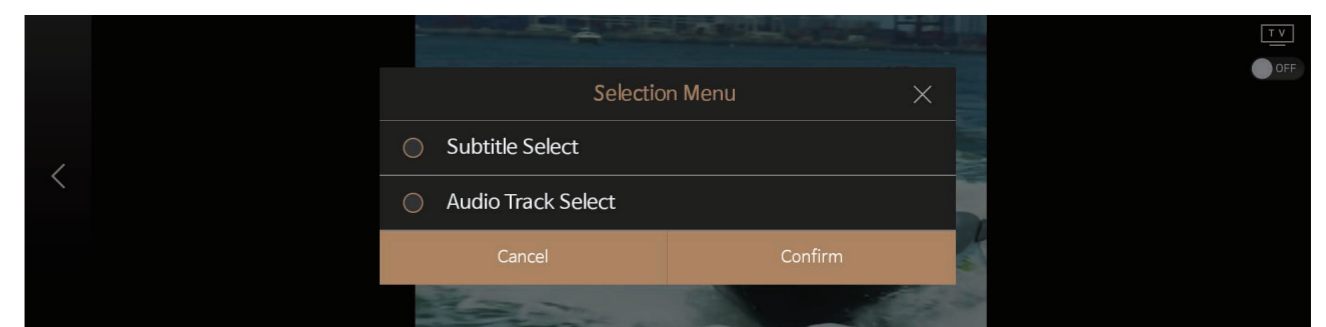 TV
Selection Menu
OFF
Subtitle Select
Audio Track Select
Cancel Confirm